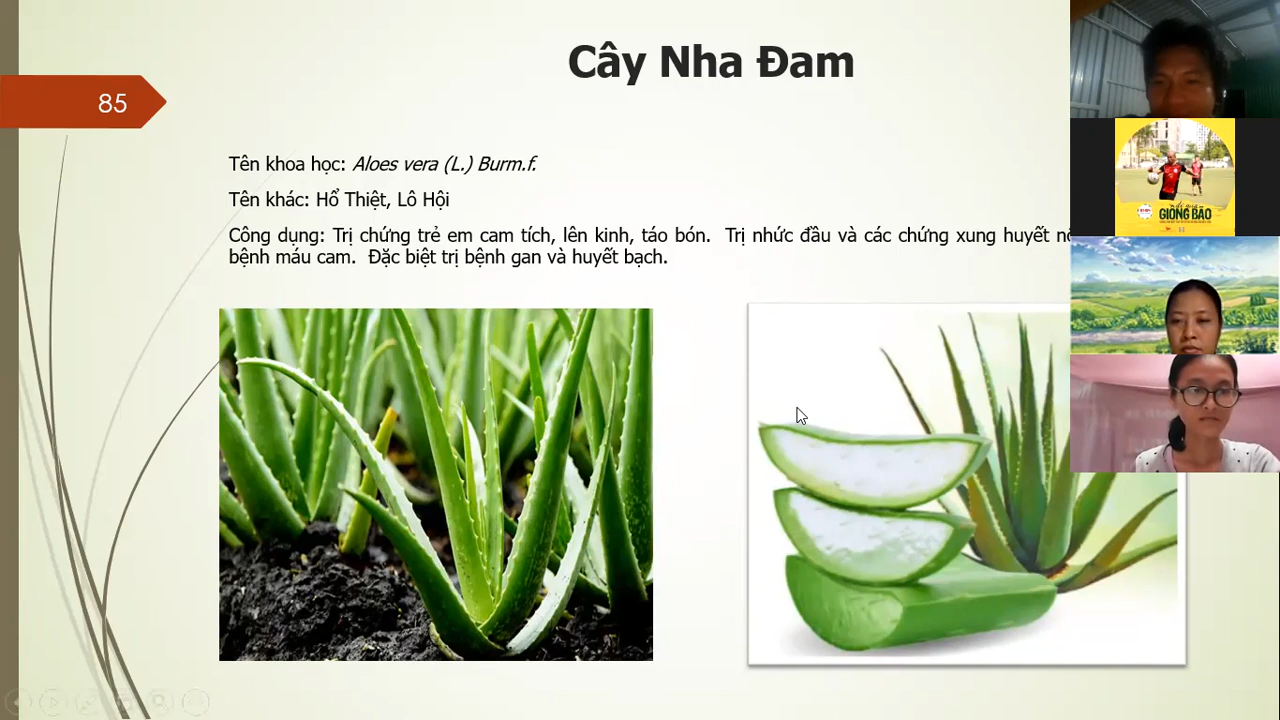 Cây Nha Đam
85
Tên khoa học: Aloes vera (L.) Burm.f.
Tên khác: Hổ Thiệt, Lô Hội
Công dụng: Trị chứng trẻ em cam tích, lên kinh, táo bón. Trị nhức đầu và các chứng xung huyết
bệnh máu cam. Đặc biệt trị bệnh gan và huyết bạch.
GIÔNG BÃO